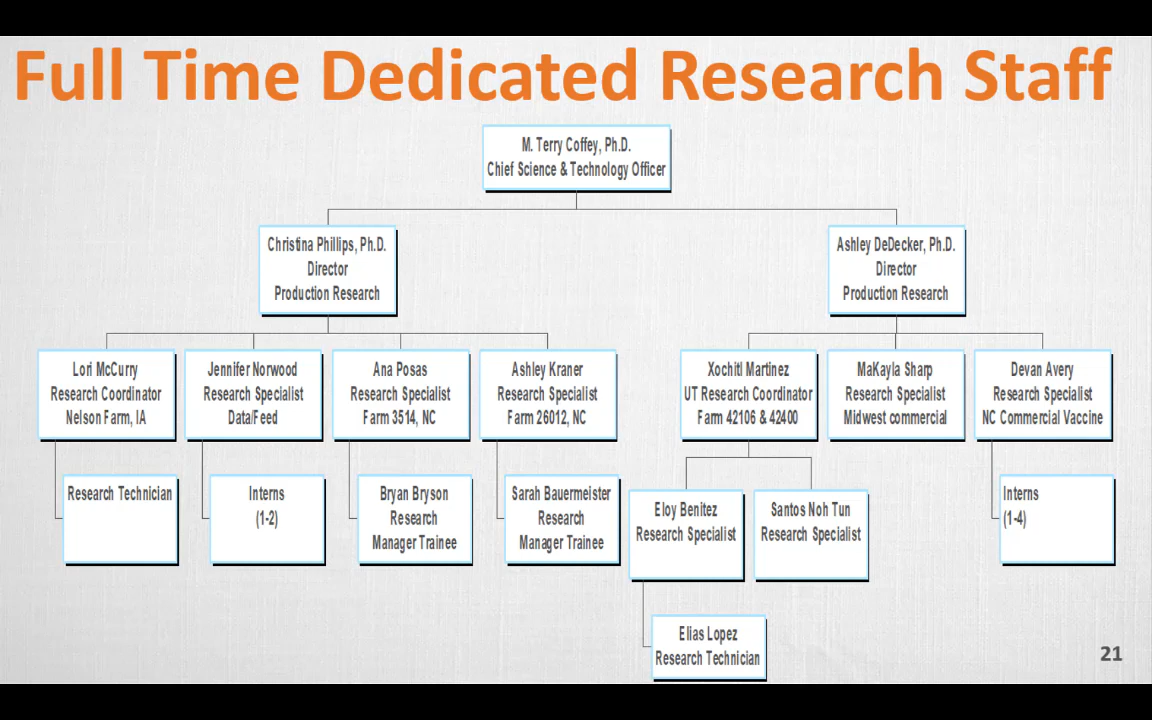 Full Time Dedicated Research Staff
M. Terry Coffey, Ph.D.
Chief Science & Technology Officer
Christina Phillips, Ph.D.
Director
Production Research
Ashley DeDecker, Ph.D.
Director
Production Research
Lori McCurry
Research Coordinator
Nelson Farm, IA
Jennifer Norwood
Research Specialist
Data/Feed
Ana Posas
Research Specialist
Farm 3514, NC
Ashley Kraner
Research Specialist
Farm 26012, NC
Xochitl Martinez
UT Research Coordinator
Farm 42106 & 42400
MaKayla Sharp
Research Specialist
Midwest commercial
Devan Avery
Research Specialist
NC Commercial Vaccine
Research Technician
Interns
(1-2)
Bryan Bryson
Research
Manager Trainee
Sarah Bauermeister
Research
Manager Trainee
Eloy Benitez
Research Specialist
Santos Noh Tun
Research Specialist
Interns
(1-4)
Elias Lopez
Research Technician
21